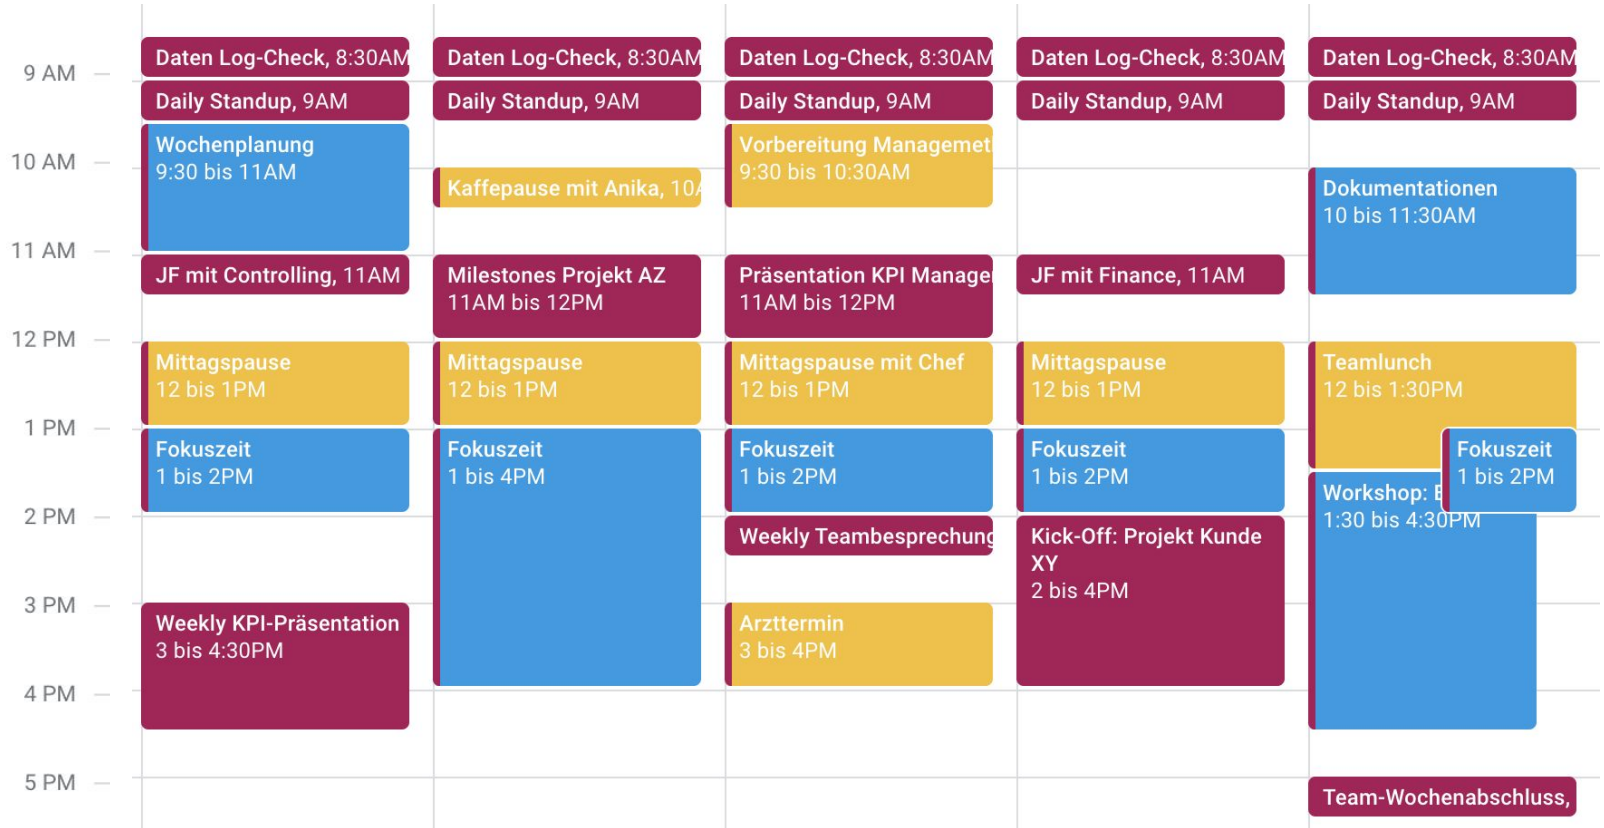 9 AM
10 AM
11 AM
12 PM
1 PM
2 PM
3 PM
4 PM
5 PM
Daten Log-Check, 8:30AM
Daily Standup, 9AM
Wochenplanung
9:30 bis 11AM
JF mit Controlling, 11AM
Mittagspause
12 bis 1PM
Fokuszeit
1 bis 2PM
Weekly KPI-Präsentation
3 bis 4:30PM
Daten Log-Check, 8:30AM
Daily Standup, 9AM
Kaffepause mit Anika, 10A
Milestones Projekt AZ
11AM bis 12PM
Mittagspause
12 bis 1PM
Fokuszeit
1 bis 4PM
Daten Log-Check, 8:30AM
Daily Standup, 9AM
Vorbereitung Managemet
9:30 bis 10:30AM
Präsentation KPI Manage
11AM bis 12PM
Mittagspause mit Chef
12 bis 1PM
Fokuszeit
1 bis 2PM
Weekly Teambesprechung
Arzttermin
3 bis 4PM
Daten Log-Check, 8:30AM
Daily Standup, 9AM
JF mit Finance, 11AM
Mittagspause
12 bis 1PM
Fokuszeit
1 bis 2PM
Kick-Off: Projekt Kunde
XY
2 bis 4PM
Daten Log-Check, 8:30AM
Daily Standup, 9AM
Dokumentationen
10 bis 11:30AM
Teamlunch
12 bis 1:30PM
Fokuszeit
1 bis 2PM
Workshop:
1:30 bis 4:30PM
Team-Wochenabschluss,